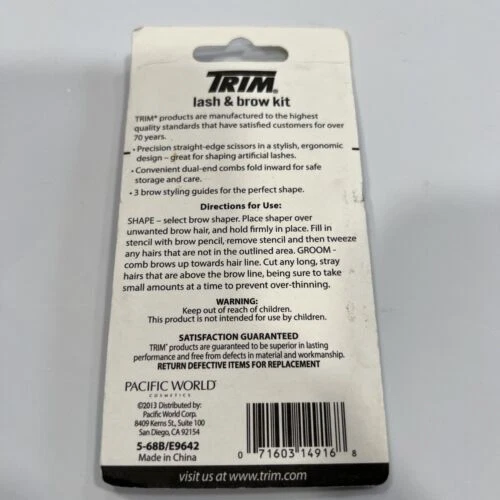 TRIM®
lash & brow kit
TRIM® products are manufactured to the highest
quality standards that have satisfied customers for over
70 years.
• Precision straight-edge scissors in a stylish, ergonomic
design – great for shaping artificial lashes.
• Convenient dual-end combs fold inward for safe
storage and care.
• 3 brow styling guides for the perfect shape.
Directions for Use:
SHAPE – select brow shaper. Place shaper over
unwanted brow hair, and hold firmly in place. Fill in
stencil with brow pencil, remove stencil and then tweeze
any hairs that are not in the outlined area. GROOM -
comb brows up towards hair line. Cut any long, stray
hairs that are above the brow line, being sure to take
small amounts at a time to prevent over-thinning.
WARNING:
Keep out of reach of children.
This product is not intended for use by children.
SATISFACTION GUARANTEED
TRIM® products are guaranteed to be superior in lasting
performance and free from defects in material and workmanship.
RETURN DEFECTIVE ITEMS FOR REPLACEMENT
PACIFIC WORLD®
COSMETICS
©2013 Distributed by:
Pacific World Corp.
8409 Kerns St., Suite 100
San Diego, CA 92154
5-68B/E9642
Made in China
0 71603 14916 8
visit us at www.trim.com